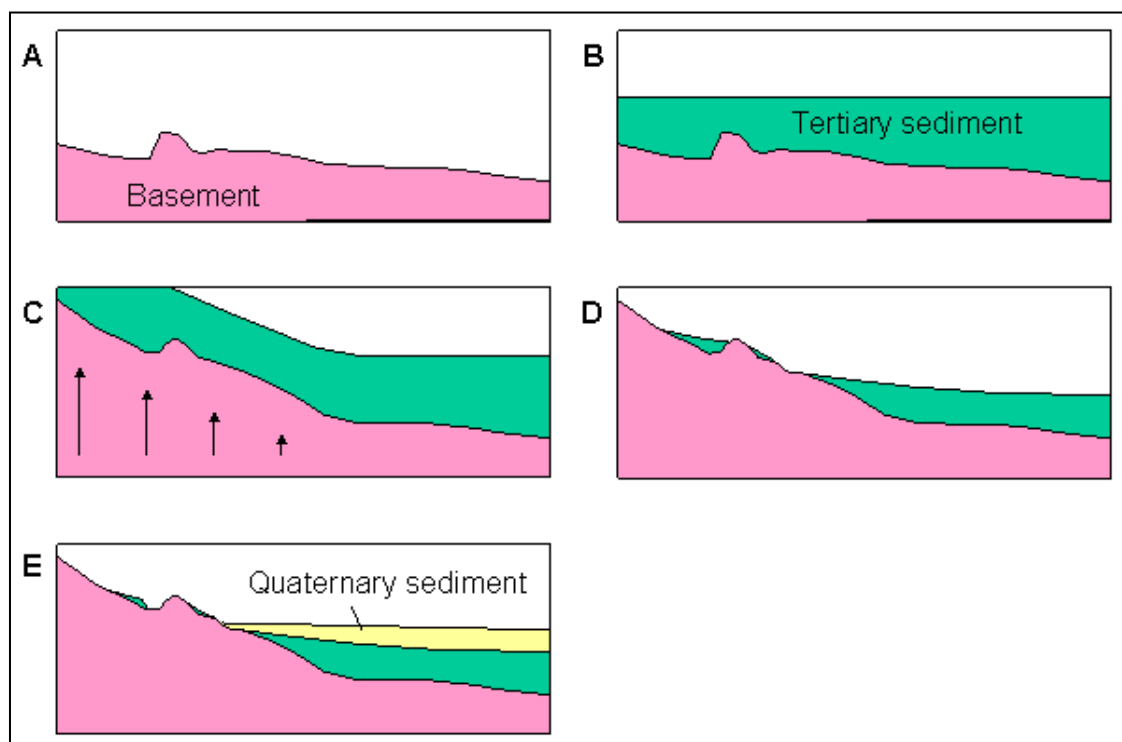 A
Basement
B
Tertiary sediment
C
D
E
Quaternary sediment